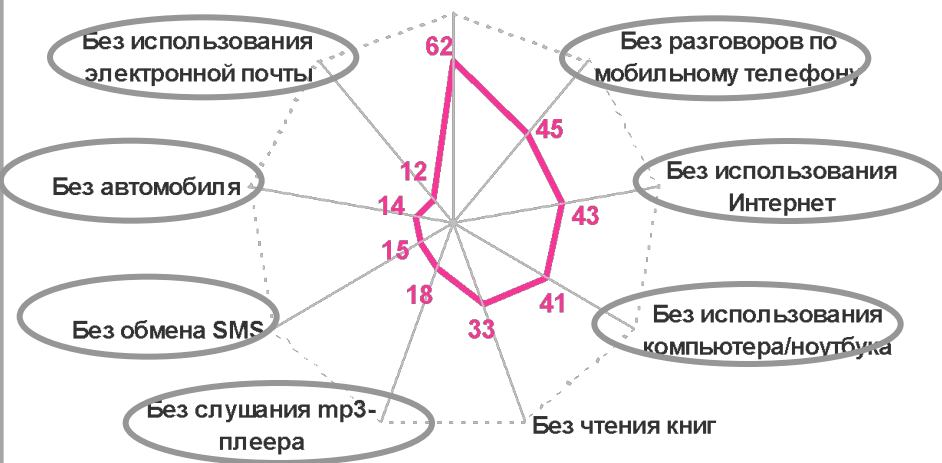 62
Без разговоров по
мобильному телефону
45
Без использования
Интернет
43
Без использования
компьютера/ноутбука
41
Без чтения книг
33
Без слушания mp3-
плеера
18
Без обмена SMS
15
Без автомобиля
14
Без использования
электронной почты
12